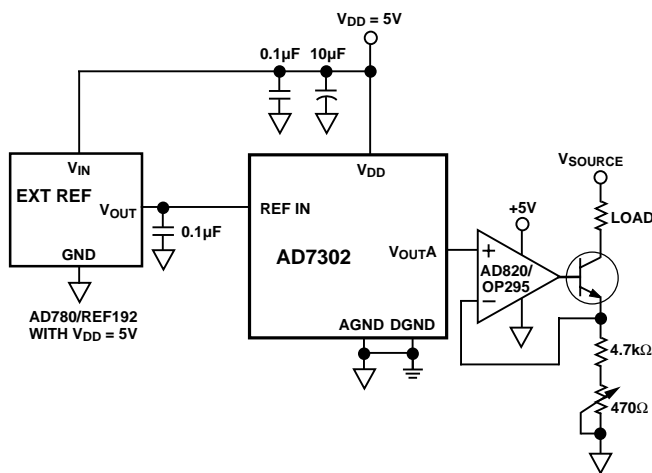 VDD = 5V
0.1µF
10µF
VIN
EXT REF
VOUT
GND
0.1µF
AD780/REF192
WITH VDD = 5V
VDD
REF IN
AD7302
VOUTA
AGND
DGND
+5V
+
AD820/
OP295
–
VSOURCE
LOAD
4.7kΩ
470Ω